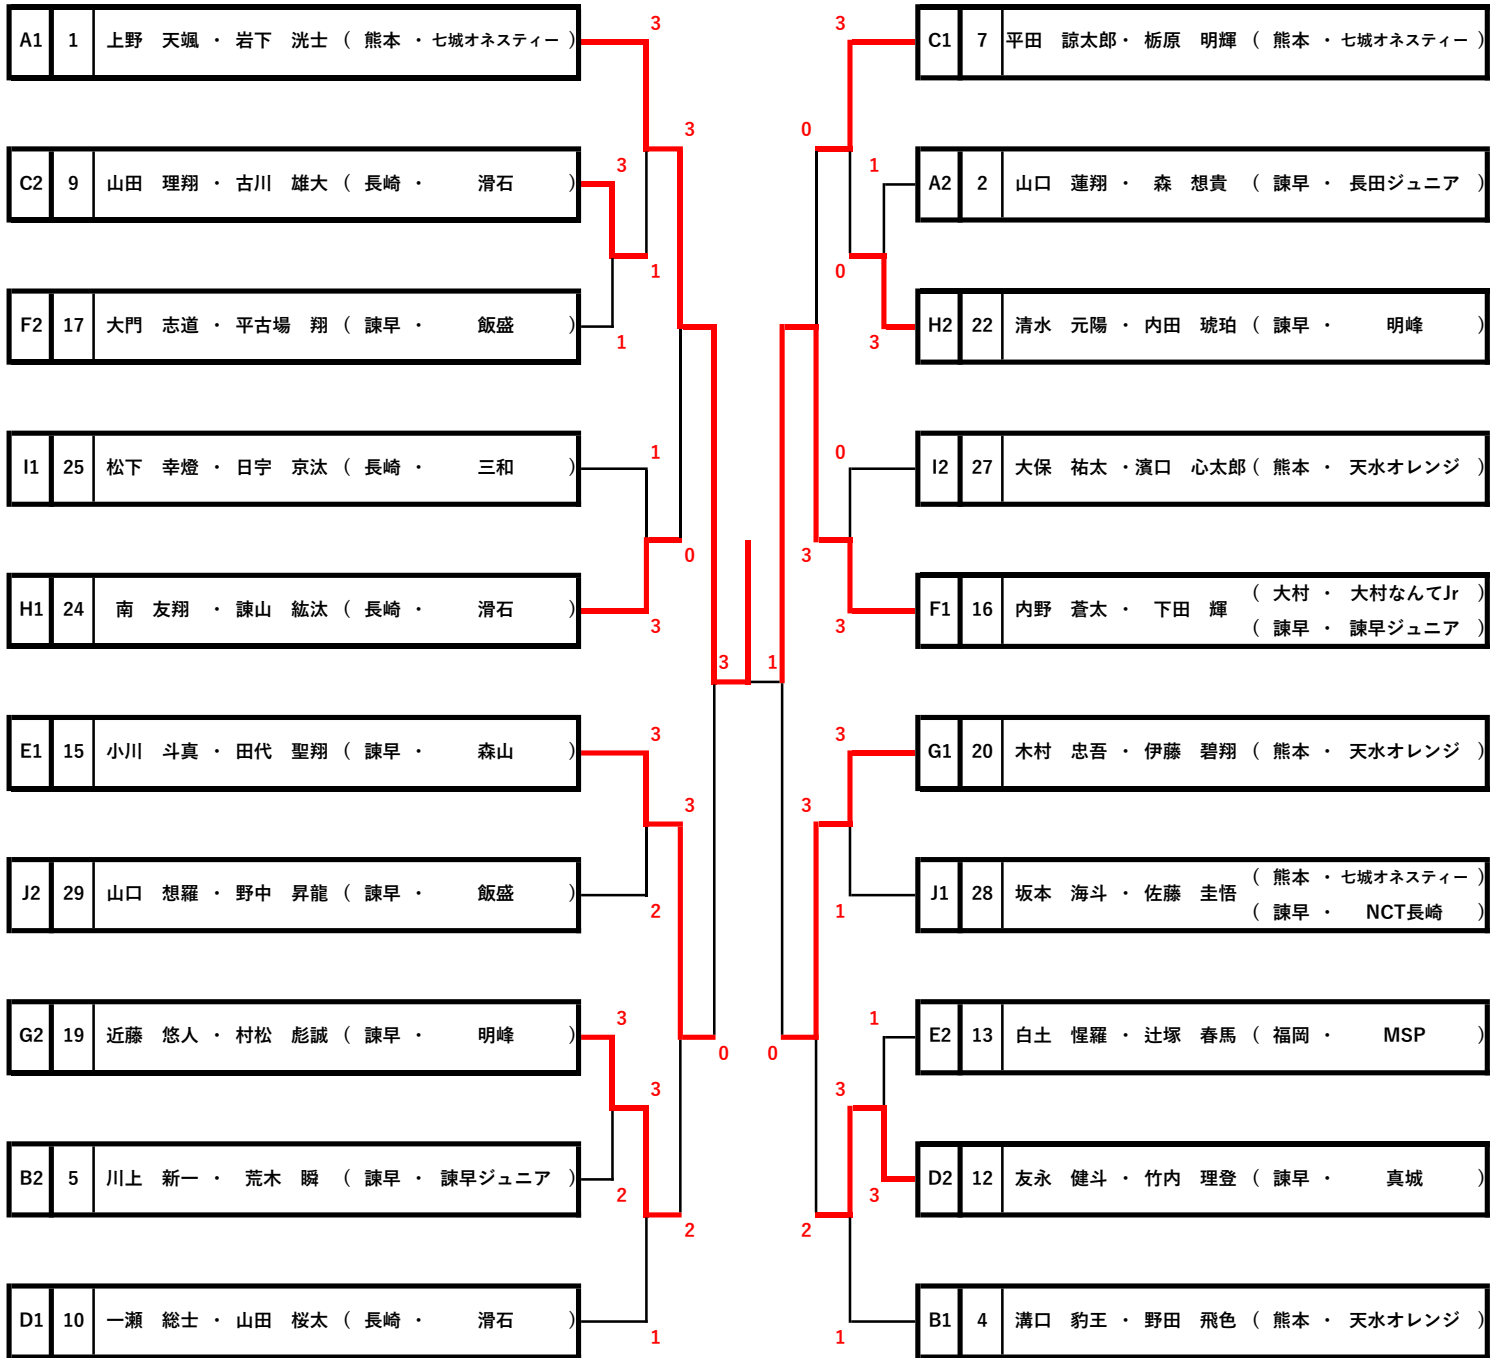 A1 1 上野　天颯 ・ 岩下　洸士 ( 熊本 ・ 七城オネスティー )
3
C2 9 山田　理翔 ・ 古川　雄大 ( 長崎 ・ 滑石 )
3
3
F2 17 大門　志道 ・ 平古場　翔 ( 諫早 ・ 飯盛 )
1
1
I1 25 松下　幸燈 ・ 日宇　京汰 ( 長崎 ・ 三和 )
1
H1 24 南　友翔 ・ 諫山　紘汰 ( 長崎 ・ 滑石 )
0
3
3
E1 15 小川　斗真 ・ 田代　聖翔 ( 諫早 ・ 森山 )
3
3
J2 29 山口　想羅 ・ 野中　昇龍 ( 諫早 ・ 飯盛 )
2
G2 19 近藤　悠人 ・ 村松　彪誠 ( 諫早 ・ 明峰 )
3
0
3
B2 5 川上　新一 ・ 荒木　瞬 ( 諫早 ・ 諫早ジュニア )
2
2
D1 10 一瀬　総士 ・ 山田　桜太 ( 長崎 ・ 滑石 )
1
3
C1 7 平田　諒太郎・ 栃原　明輝 ( 熊本 ・ 七城オネスティー )
0
1
A2 2 山口　蓮翔 ・ 森　想貴 ( 諫早 ・ 長田ジュニア )
0
H2 22 清水　元陽 ・ 内田　琥珀 ( 諫早 ・ 明峰 )
3
0
I2 27 大保　祐太 ・濱口　心太郎 ( 熊本 ・ 天水オレンジ )
3
F1 16 内野　蒼太 ・ 下田　輝 ( 大村 ・ 大村なんてJr )
( 諫早 ・ 諫早ジュニア )
3
1
3
G1 20 木村　忠吾 ・ 伊藤　碧翔 ( 熊本 ・ 天水オレンジ )
3
J1 28 坂本　海斗 ・ 佐藤　圭悟 ( 熊本 ・ 七城オネスティー )
( 諫早 ・ NCT長崎 )
1
1
E2 13 白土　惺羅 ・ 辻塚　春馬 ( 福岡 ・ MSP )
0
3
D2 12 友永　健斗 ・ 竹内　理登 ( 諫早 ・ 真城 )
3
2
B1 4 溝口　豹王 ・ 野田　飛色 ( 熊本 ・ 天水オレンジ )
1